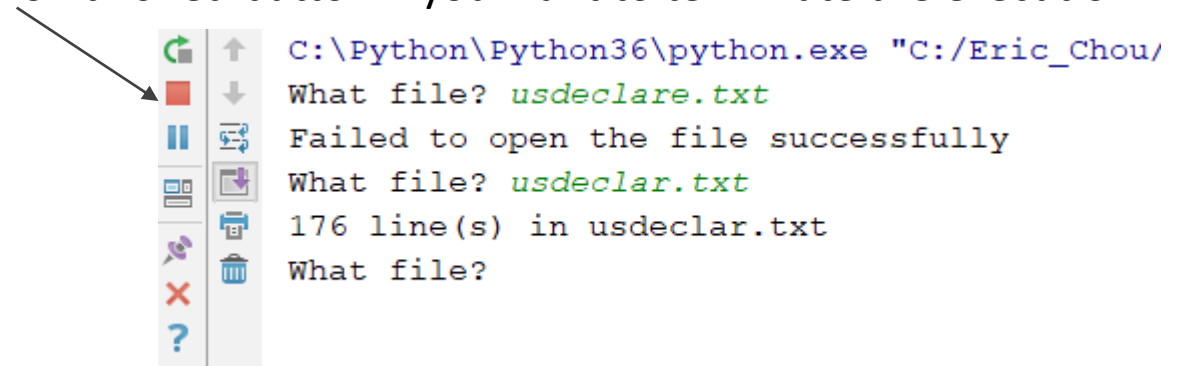 C:\Python\Python36\python.exe "C:/Eric_Chou/
What file? usdeclare.txt
Failed to open the file successfully
What file? usdeclar.txt
176 line(s) in usdeclar.txt
What file?
?